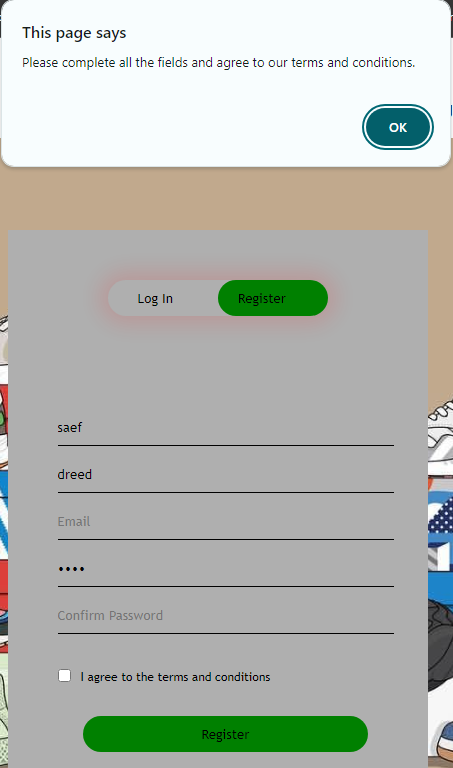 This page says
Please complete all the fields and agree to our terms and conditions.
OK
Log In
Register
saef
dreed
Email
••••
Confirm Password
I agree to the terms and conditions
Register